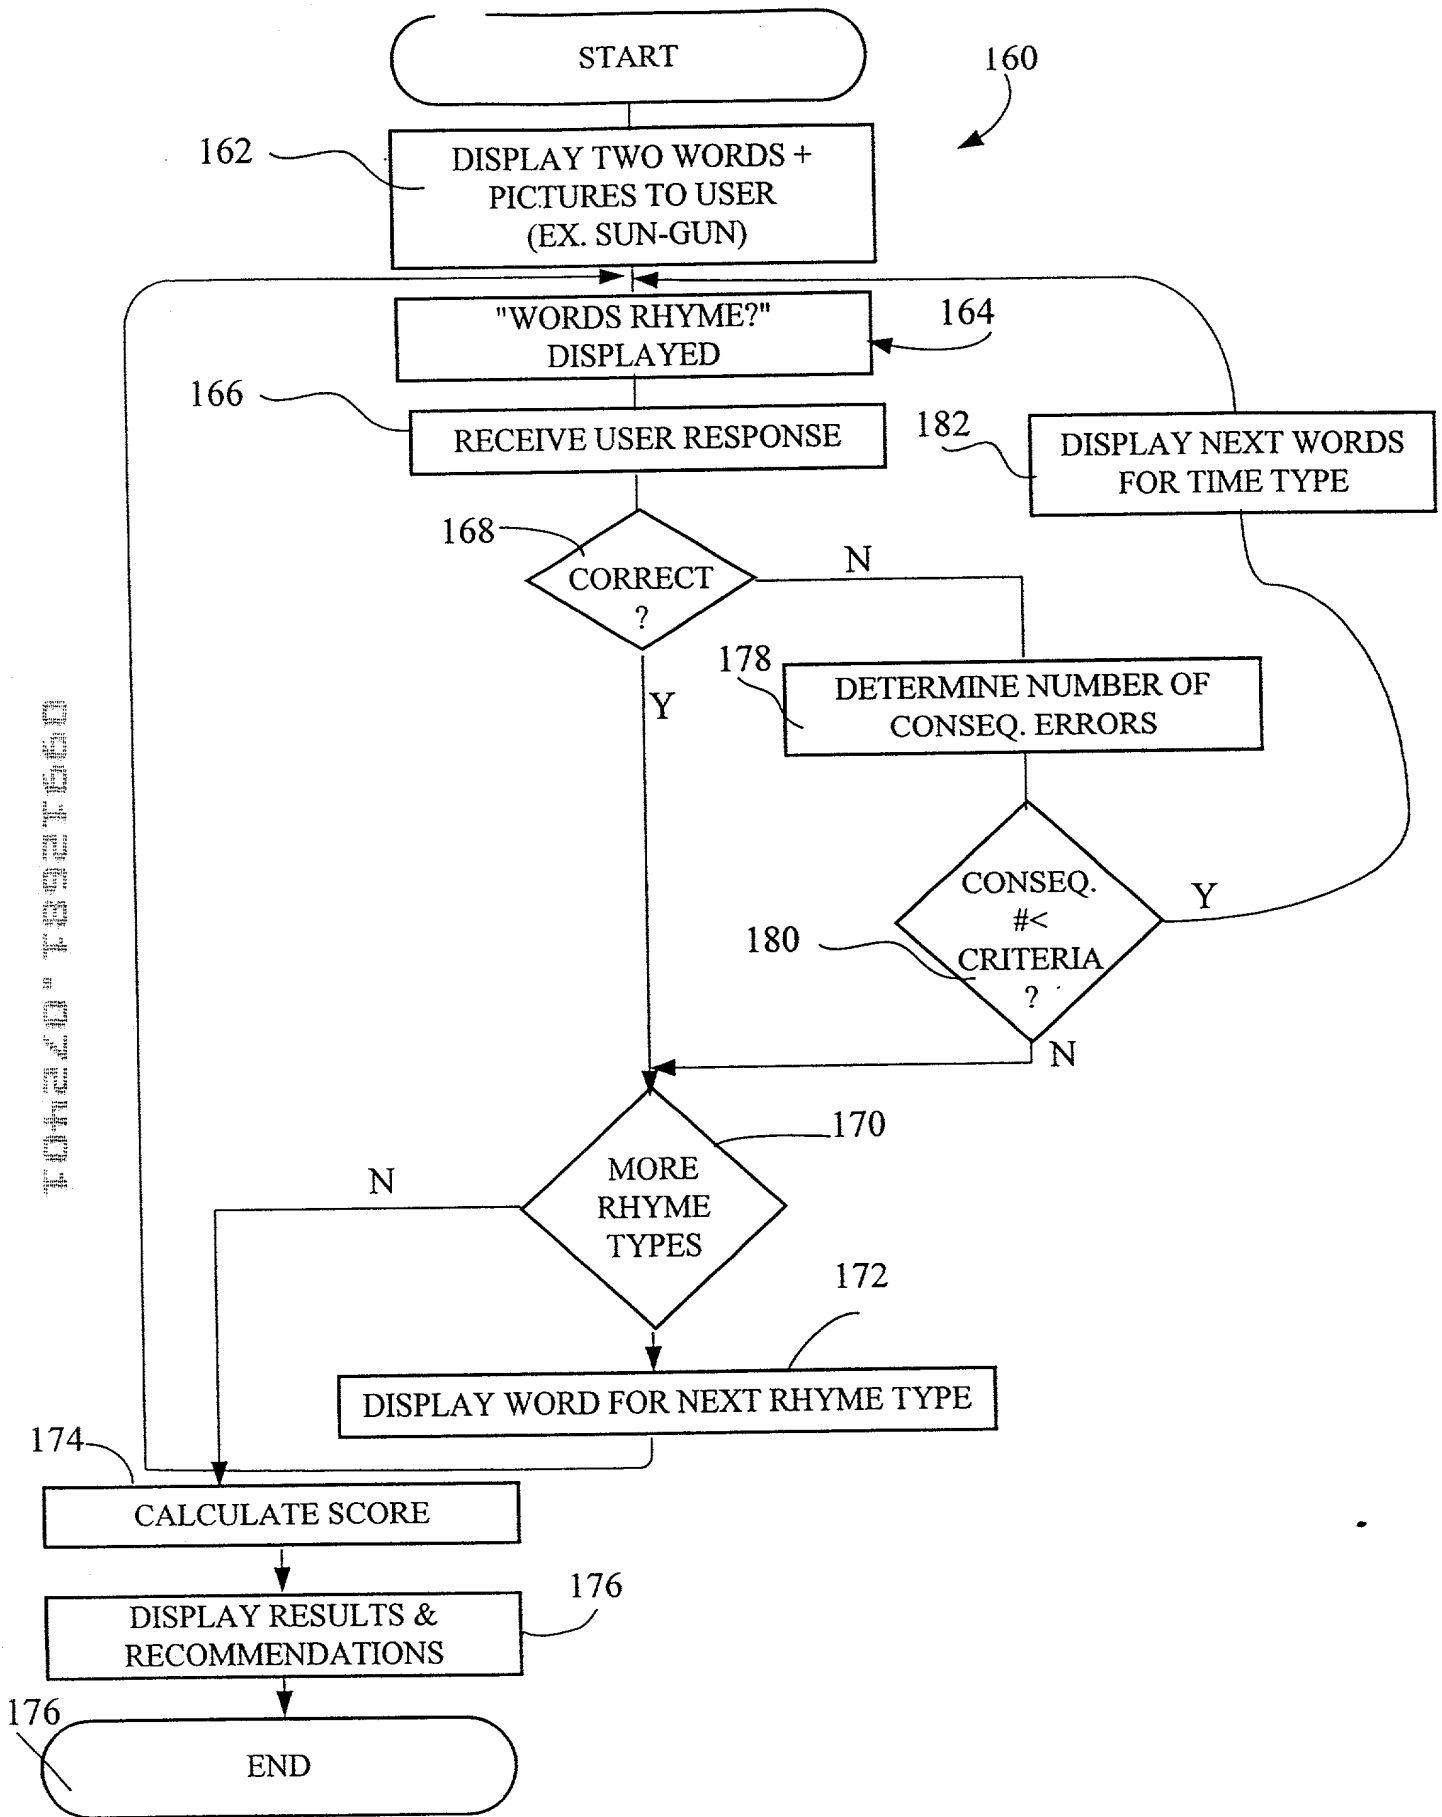 START
160
162
DISPLAY TWO WORDS +
PICTURES TO USER
(EX. SUN-GUN)
"WORDS RHYME?"
DISPLAYED
164
166
RECEIVE USER RESPONSE
182
DISPLAY NEXT WORDS
FOR TIME TYPE
168
CORRECT
?
N
Y
178
DETERMINE NUMBER OF
CONSEQ. ERRORS
CONSEQ.
#<
CRITERIA
?
180
Y
N
170
MORE
RHYME
TYPES
N
172
DISPLAY WORD FOR NEXT RHYME TYPE
174
CALCULATE SCORE
176
DISPLAY RESULTS &
RECOMMENDATIONS
176
END